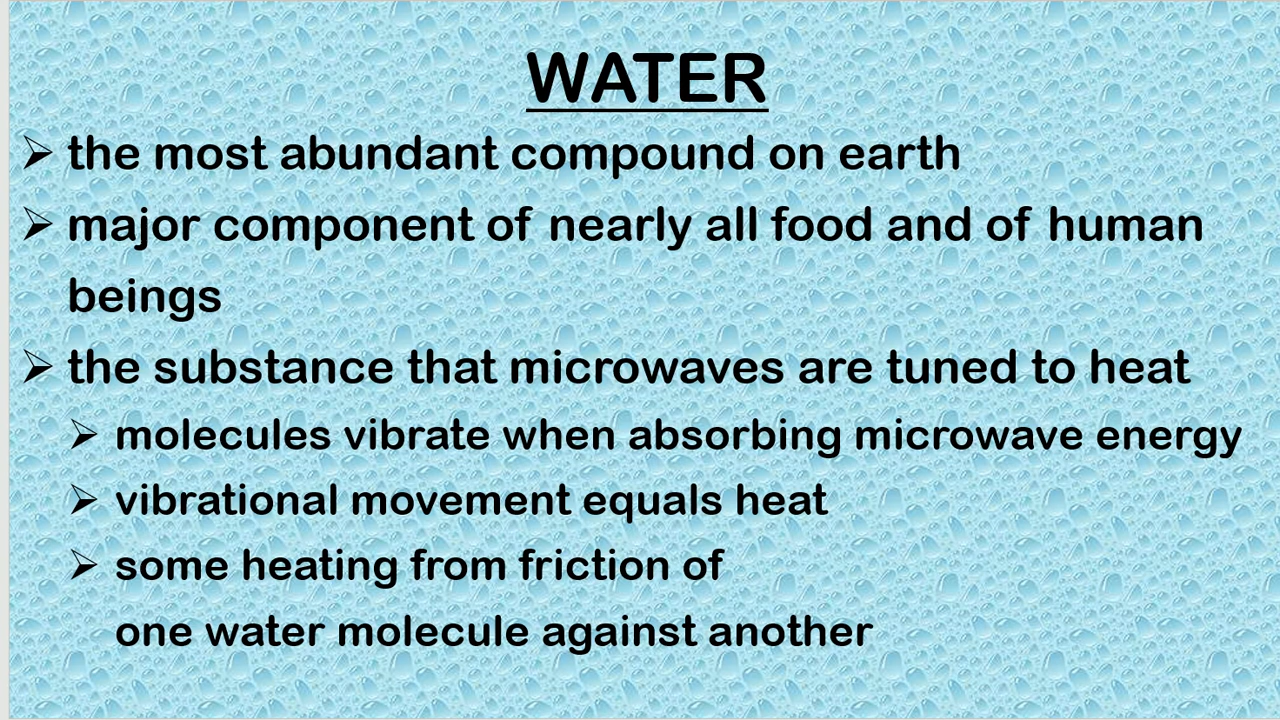 WATER
➢ the most abundant compound on earth
➢ major component of nearly all food and of human
beings
➢ the substance that microwaves are tuned to heat
➢ molecules vibrate when absorbing microwave energy
➢ vibrational movement equals heat
➢ some heating from friction of
one water molecule against another